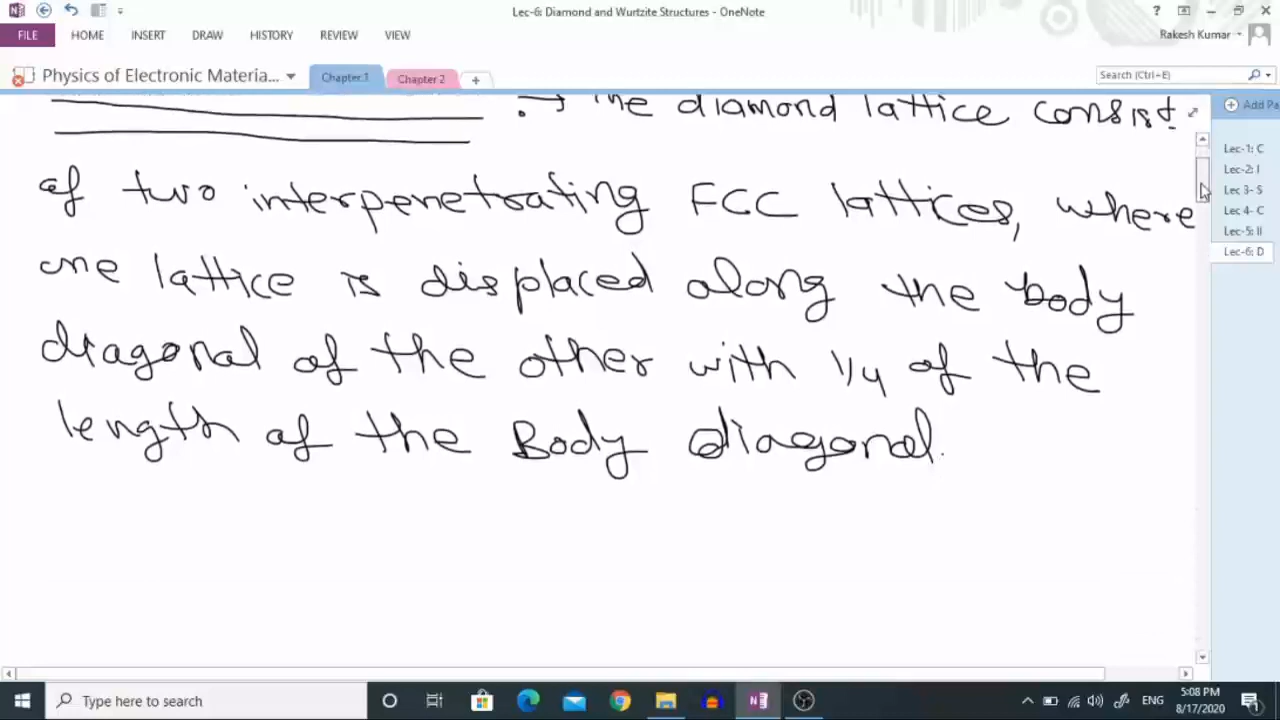 Lec-6: Diamond and Wurtzite Structures - OneNote
FILE HOME INSERT DRAW HISTORY REVIEW VIEW
Rakesh Kumar
Physics of Electronic Materia... Chapter 1 Chapter 2
Search (Ctrl+E)
Add Pa
: → The diamond lattice consist
of two interpenetrating FCC lattices, where
one lattice is displaced along the body
diagonal of the other with 1/4 of the
length of the Body diagonal.
Lec-1: C
Lec-2: I
Lec 3- S
Lec 4- C
Lec-5: II
Lec-6: D
Type here to search
ENG
5:08 PM
8/17/2020
1